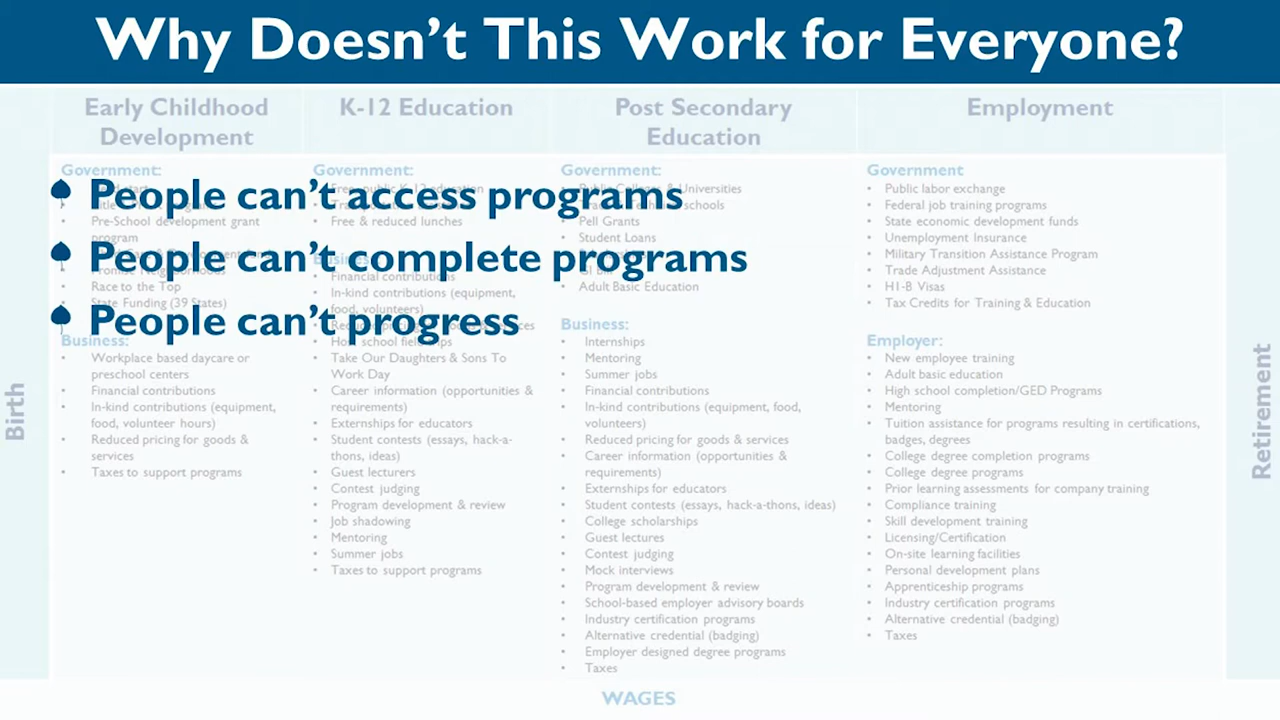 Why Doesn't This Work for Everyone?
People can't access programs
People can't complete programs
People can't progress
Birth
Early Childhood
Development
Government:
Pre-School development grant
program
Race to the Top
State Funding (39 States)
Business:
• Workplace based daycare or
preschool centers
• Financial contributions
• In-kind contributions (equipment,
food, volunteer hours)
• Reduced pricing for goods &
services
• Taxes to support programs
K-12 Education
Government:
Free public K-12 education
• Free & reduced lunches
Financial contributions
• In-kind contributions (equipment,
food, volunteers)
• Take Our Daughters & Sons To
Work Day
• Career information (opportunities &
requirements)
• Externships for educators
• Student contests (essays, hack-a-
thons, ideas)
• Guest lecturers
• Contest judging
• Program development & review
• Job shadowing
• Mentoring
• Summer jobs
• Taxes to support programs
Post Secondary
Education
Government:
Public Colleges & Universities
schools
• Pell Grants
• Student Loans
• Adult Basic Education
Business:
• Internships
• Mentoring
• Summer jobs
• Financial contributions
• In-kind contributions (equipment, food,
volunteers)
• Reduced pricing for goods & services
• Career information (opportunities &
requirements)
• Externships for educators
• Student contests (essays, hack-a-thons, ideas)
• College scholarships
• Guest lectures
• Contest judging
• Mock interviews
• Program development & review
• School-based employer advisory boards
• Industry certification programs
• Alternative credential (badging)
• Employer designed degree programs
• Taxes
Employment
Government
• Public labor exchange
• Federal job training programs
• State economic development funds
• Unemployment Insurance
• Military Transition Assistance Program
• Trade Adjustment Assistance
• H1-B Visas
• Tax Credits for Training & Education
Employer:
• New employee training
• Adult basic education
• High school completion/GED Programs
• Mentoring
• Tuition assistance for programs resulting in certifications,
badges, degrees
• College degree completion programs
• College degree programs
• Prior learning assessments for company training
• Compliance training
• Skill development training
• Licensing/Certification
• On-site learning facilities
• Personal development plans
• Apprenticeship programs
• Industry certification programs
• Alternative credential (badging)
• Taxes
Retirement
WAGES